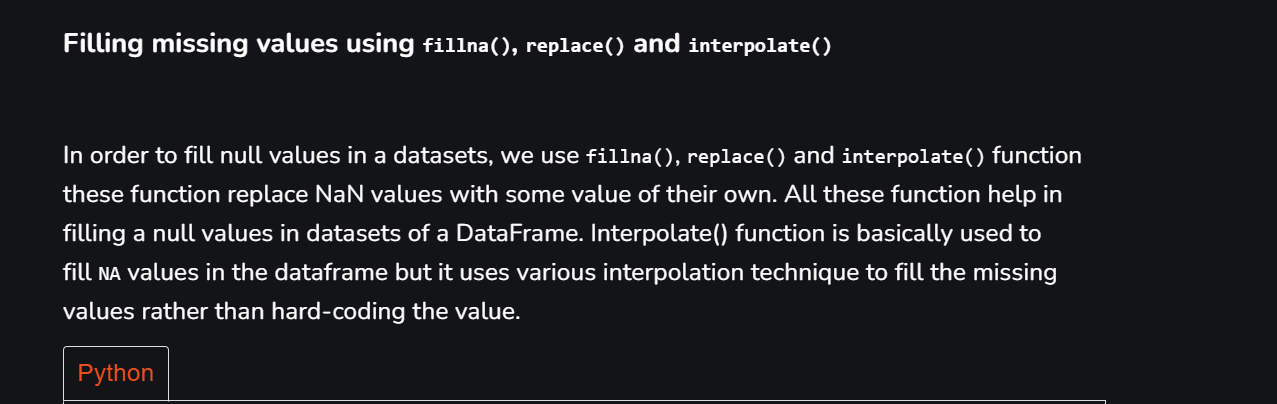 Filling missing values using fillna(), replace() and interpolate()
In order to fill null values in a datasets, we use fillna(), replace() and interpolate() function
these function replace NaN values with some value of their own. All these function help in
filling a null values in datasets of a DataFrame. Interpolate() function is basically used to
fill NA values in the dataframe but it uses various interpolation technique to fill the missing
values rather than hard-coding the value.
Python